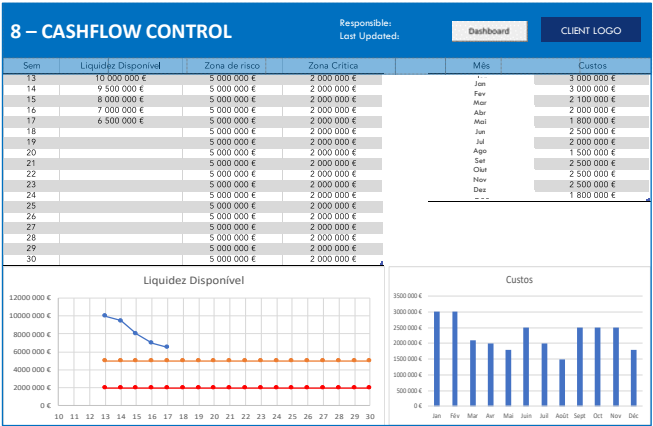 8 – CASHFLOW CONTROL
Responsible:
Last Updated:
Dashboard
CLIENT LOGO
Sem Liquidez Disponível Zona de risco Zona Critica Mês Custos
13 10 000 000 € 5 000 000 € 2 000 000 €
14 9 500 000 € 5 000 000 € 2 000 000 €
15 8 000 000 € 5 000 000 € 2 000 000 €
16 7 000 000 € 5 000 000 € 2 000 000 €
17 6 500 000 € 5 000 000 € 2 000 000 €
18 5 000 000 € 2 000 000 €
19 5 000 000 € 2 000 000 €
20 5 000 000 € 2 000 000 €
21 5 000 000 € 2 000 000 €
22 5 000 000 € 2 000 000 €
23 5 000 000 € 2 000 000 €
24 5 000 000 € 2 000 000 €
25 5 000 000 € 2 000 000 €
26 5 000 000 € 2 000 000 €
27 5 000 000 € 2 000 000 €
28 5 000 000 € 2 000 000 €
29 5 000 000 € 2 000 000 €
30 5 000 000 € 2 000 000 €
Jan 3 000 000 €
Fev 3 000 000 €
Mar 2 100 000 €
Abr 2 000 000 €
Mai 1 800 000 €
Jun 2 500 000 €
Jul 2 000 000 €
Ago 1 500 000 €
Set 2 500 000 €
Out 2 500 000 €
Nov 2 500 000 €
Dez 1 800 000 €
Liquidez Disponível
12000 000 €
10000 000 €
8000 000 €
6000 000 €
4000 000 €
2000 000 €
0 €
10 11 12 13 14 15 16 17 18 19 20 21 22 23 24 25 26 27 28 29 30
Custos
3500 000 €
3000 000 €
2500 000 €
2000 000 €
1500 000 €
1000 000 €
500 000 €
0 €
Jan Fév Mar Avr Mai Juin Juil Août Sept Oct Nov Déc